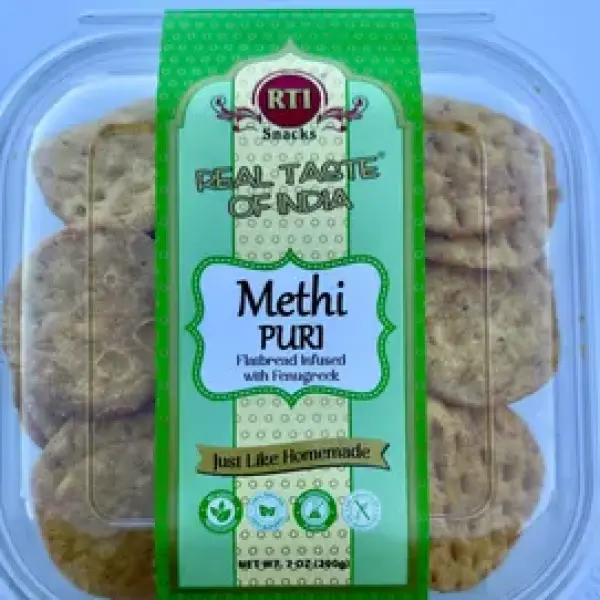 RTI
Snacks
REAL TASTE®
OF INDIA
Methi
PURI
Flatbread Infused
with Fenugreek
Just Like Homemade
NET WT. 7 OZ (200g)